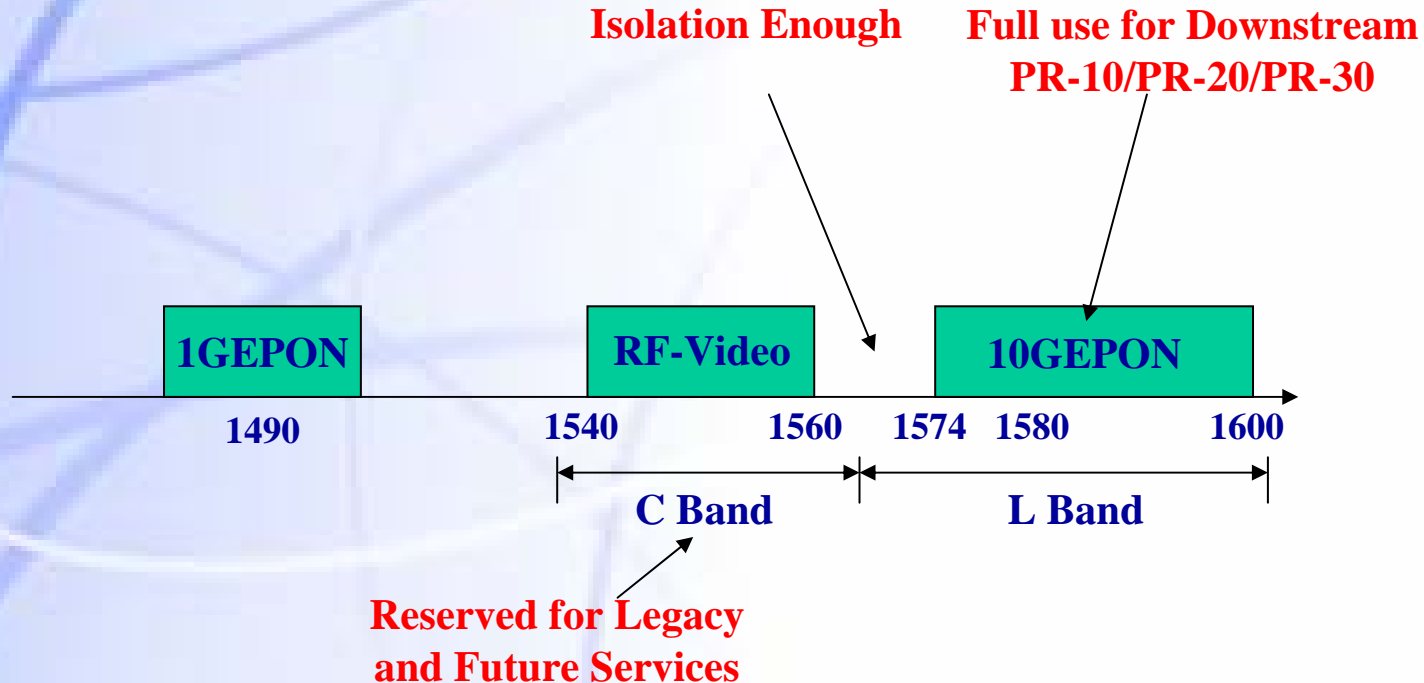 Isolation Enough
Full use for Downstream
PR-10/PR-20/PR-30
1GEPON
RF-Video
10GEPON
1490
1540
1560
1574
1580
1600
C Band
L Band
Reserved for Legacy
and Future Services